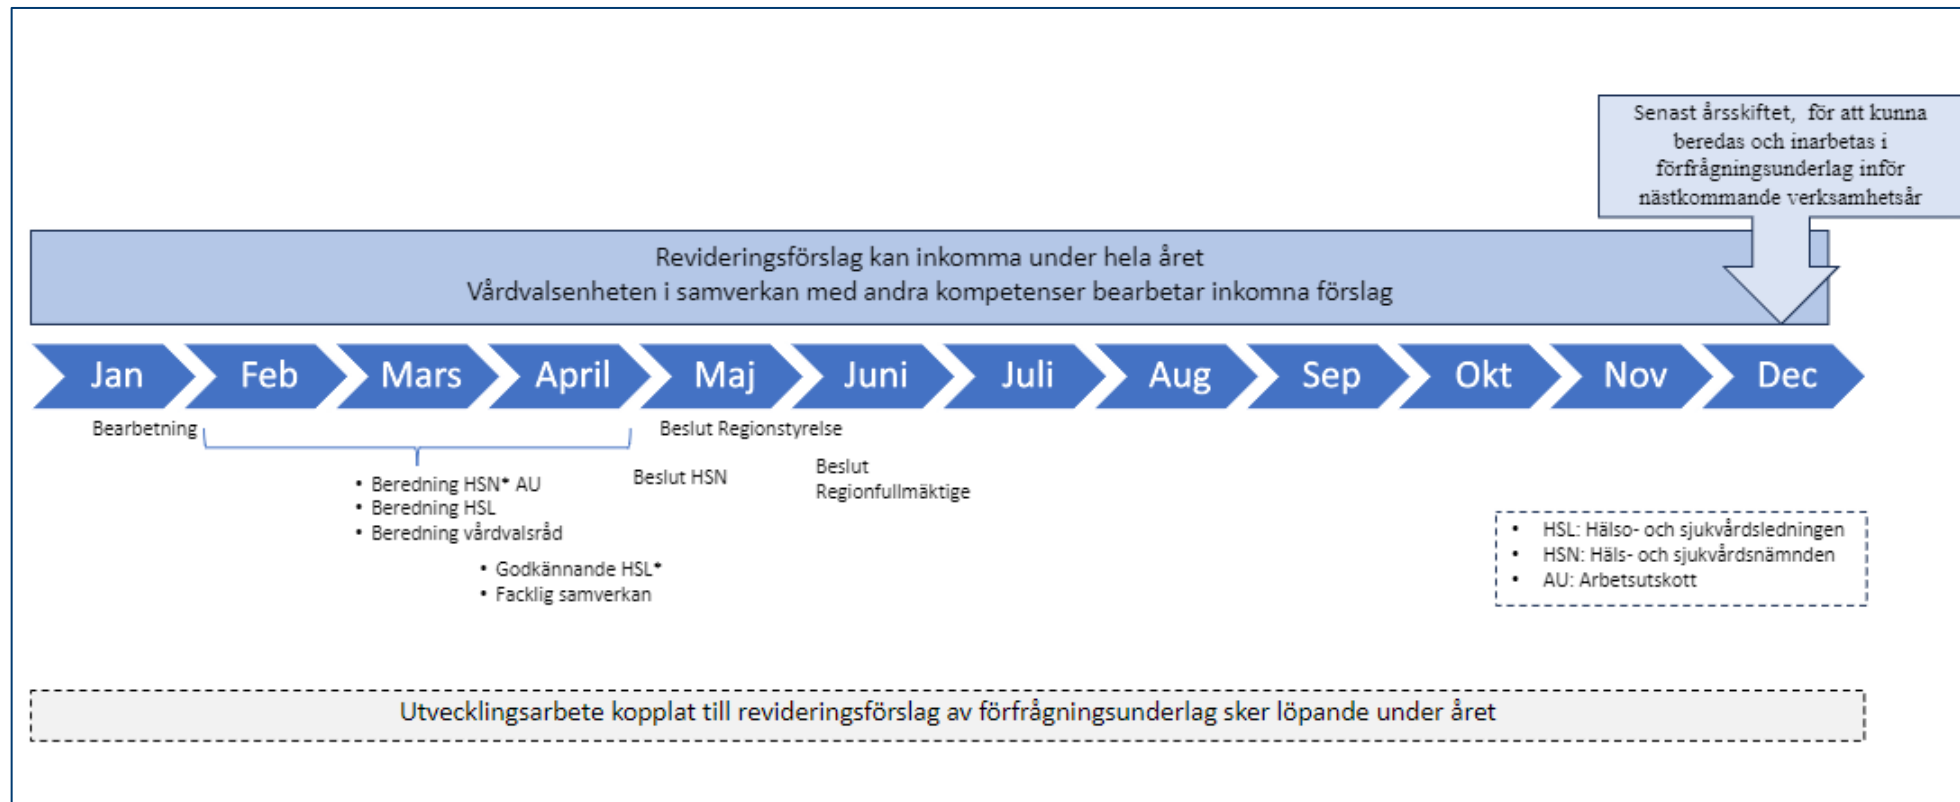 Senast årsskiftet, för att kunna
beredas och inarbetas i
förfrågningsunderlag inför
nästkommande verksamhetsår
Revideringsförslag kan inkomma under hela året
Vårdvalsenheten i samverkan med andra kompetenser bearbetar inkomna förslag
Jan Feb Mars April Maj Juni Juli Aug Sep Okt Nov Dec
Bearbetning
• Beredning HSN* AU
• Beredning HSL
• Beredning vårdvalsråd
• Godkännande HSL*
• Facklig samverkan
Beslut Regionstyrelse
Beslut HSN
Beslut
Regionfullmäktige
• HSL: Hälso- och sjukvårdsledningen
• HSN: Häls- och sjukvårdsnämnden
• AU: Arbetsutskott
Utvecklingsarbete kopplat till revideringsförslag av förfrågningsunderlag sker löpande under året